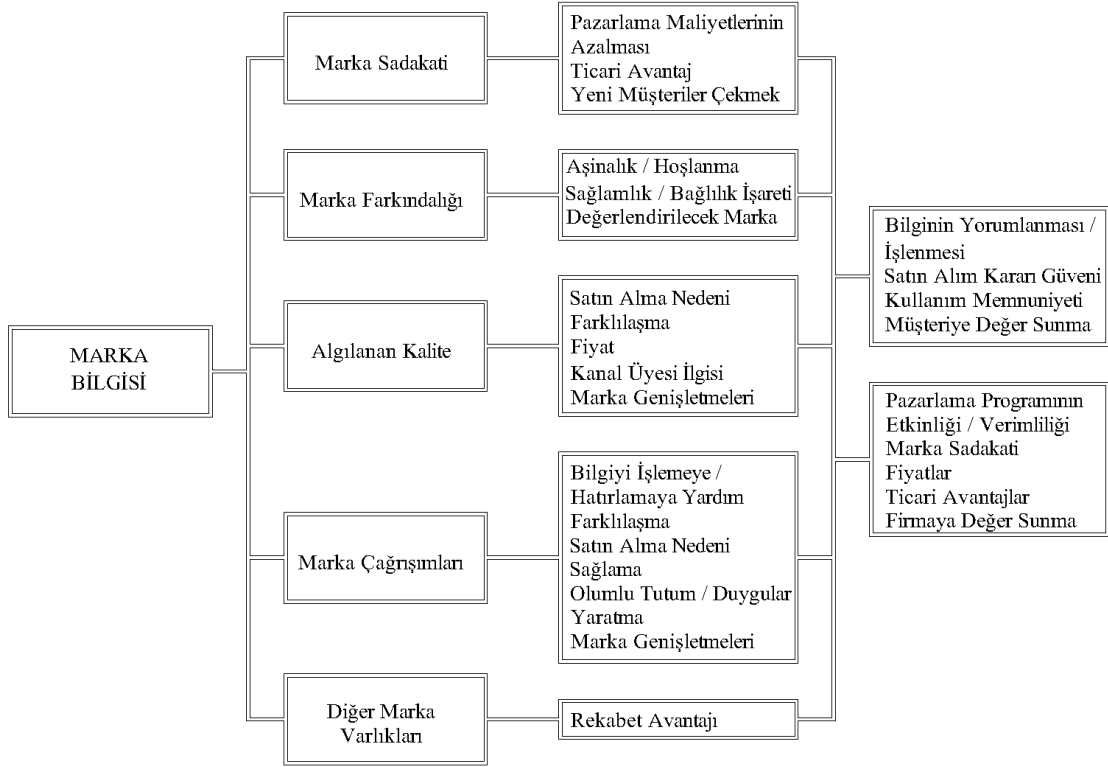 MARKA
BİLGİSİ
Marka Sadakati
Pazarlama Maliyetlerinin
Azalması
Ticari Avantaj
Yeni Müşteriler Çekmek
Marka Farkındalığı
Aşinalık / Hoşlanma
Sağlamlık / Bağlılık İşareti
Değerlendirilecek Marka
Algılanan Kalite
Satın Alma Nedeni
Farklılaşma
Fiyat
Kanal Üyesi İlgisi
Marka Genişletmeleri
Marka Çağrışımları
Bilgiyi İşlemeye /
Hatırlamaya Yardım
Farklılaşma
Satın Alma Nedeni
Sağlama
Olumlu Tutum / Duygular
Yaratma
Marka Genişletmeleri
Diğer Marka
Varlıkları
Rekabet Avantajı
Bilginin Yorumlanması /
İşlenmesi
Satın Alım Kararı Güveni
Kullanım Memnuniyeti
Müşteriye Değer Sunma
Pazarlama Programının
Etkinliği / Verimliliği
Marka Sadakati
Fiyatlar
Ticari Avantajlar
Firmaya Değer Sunma